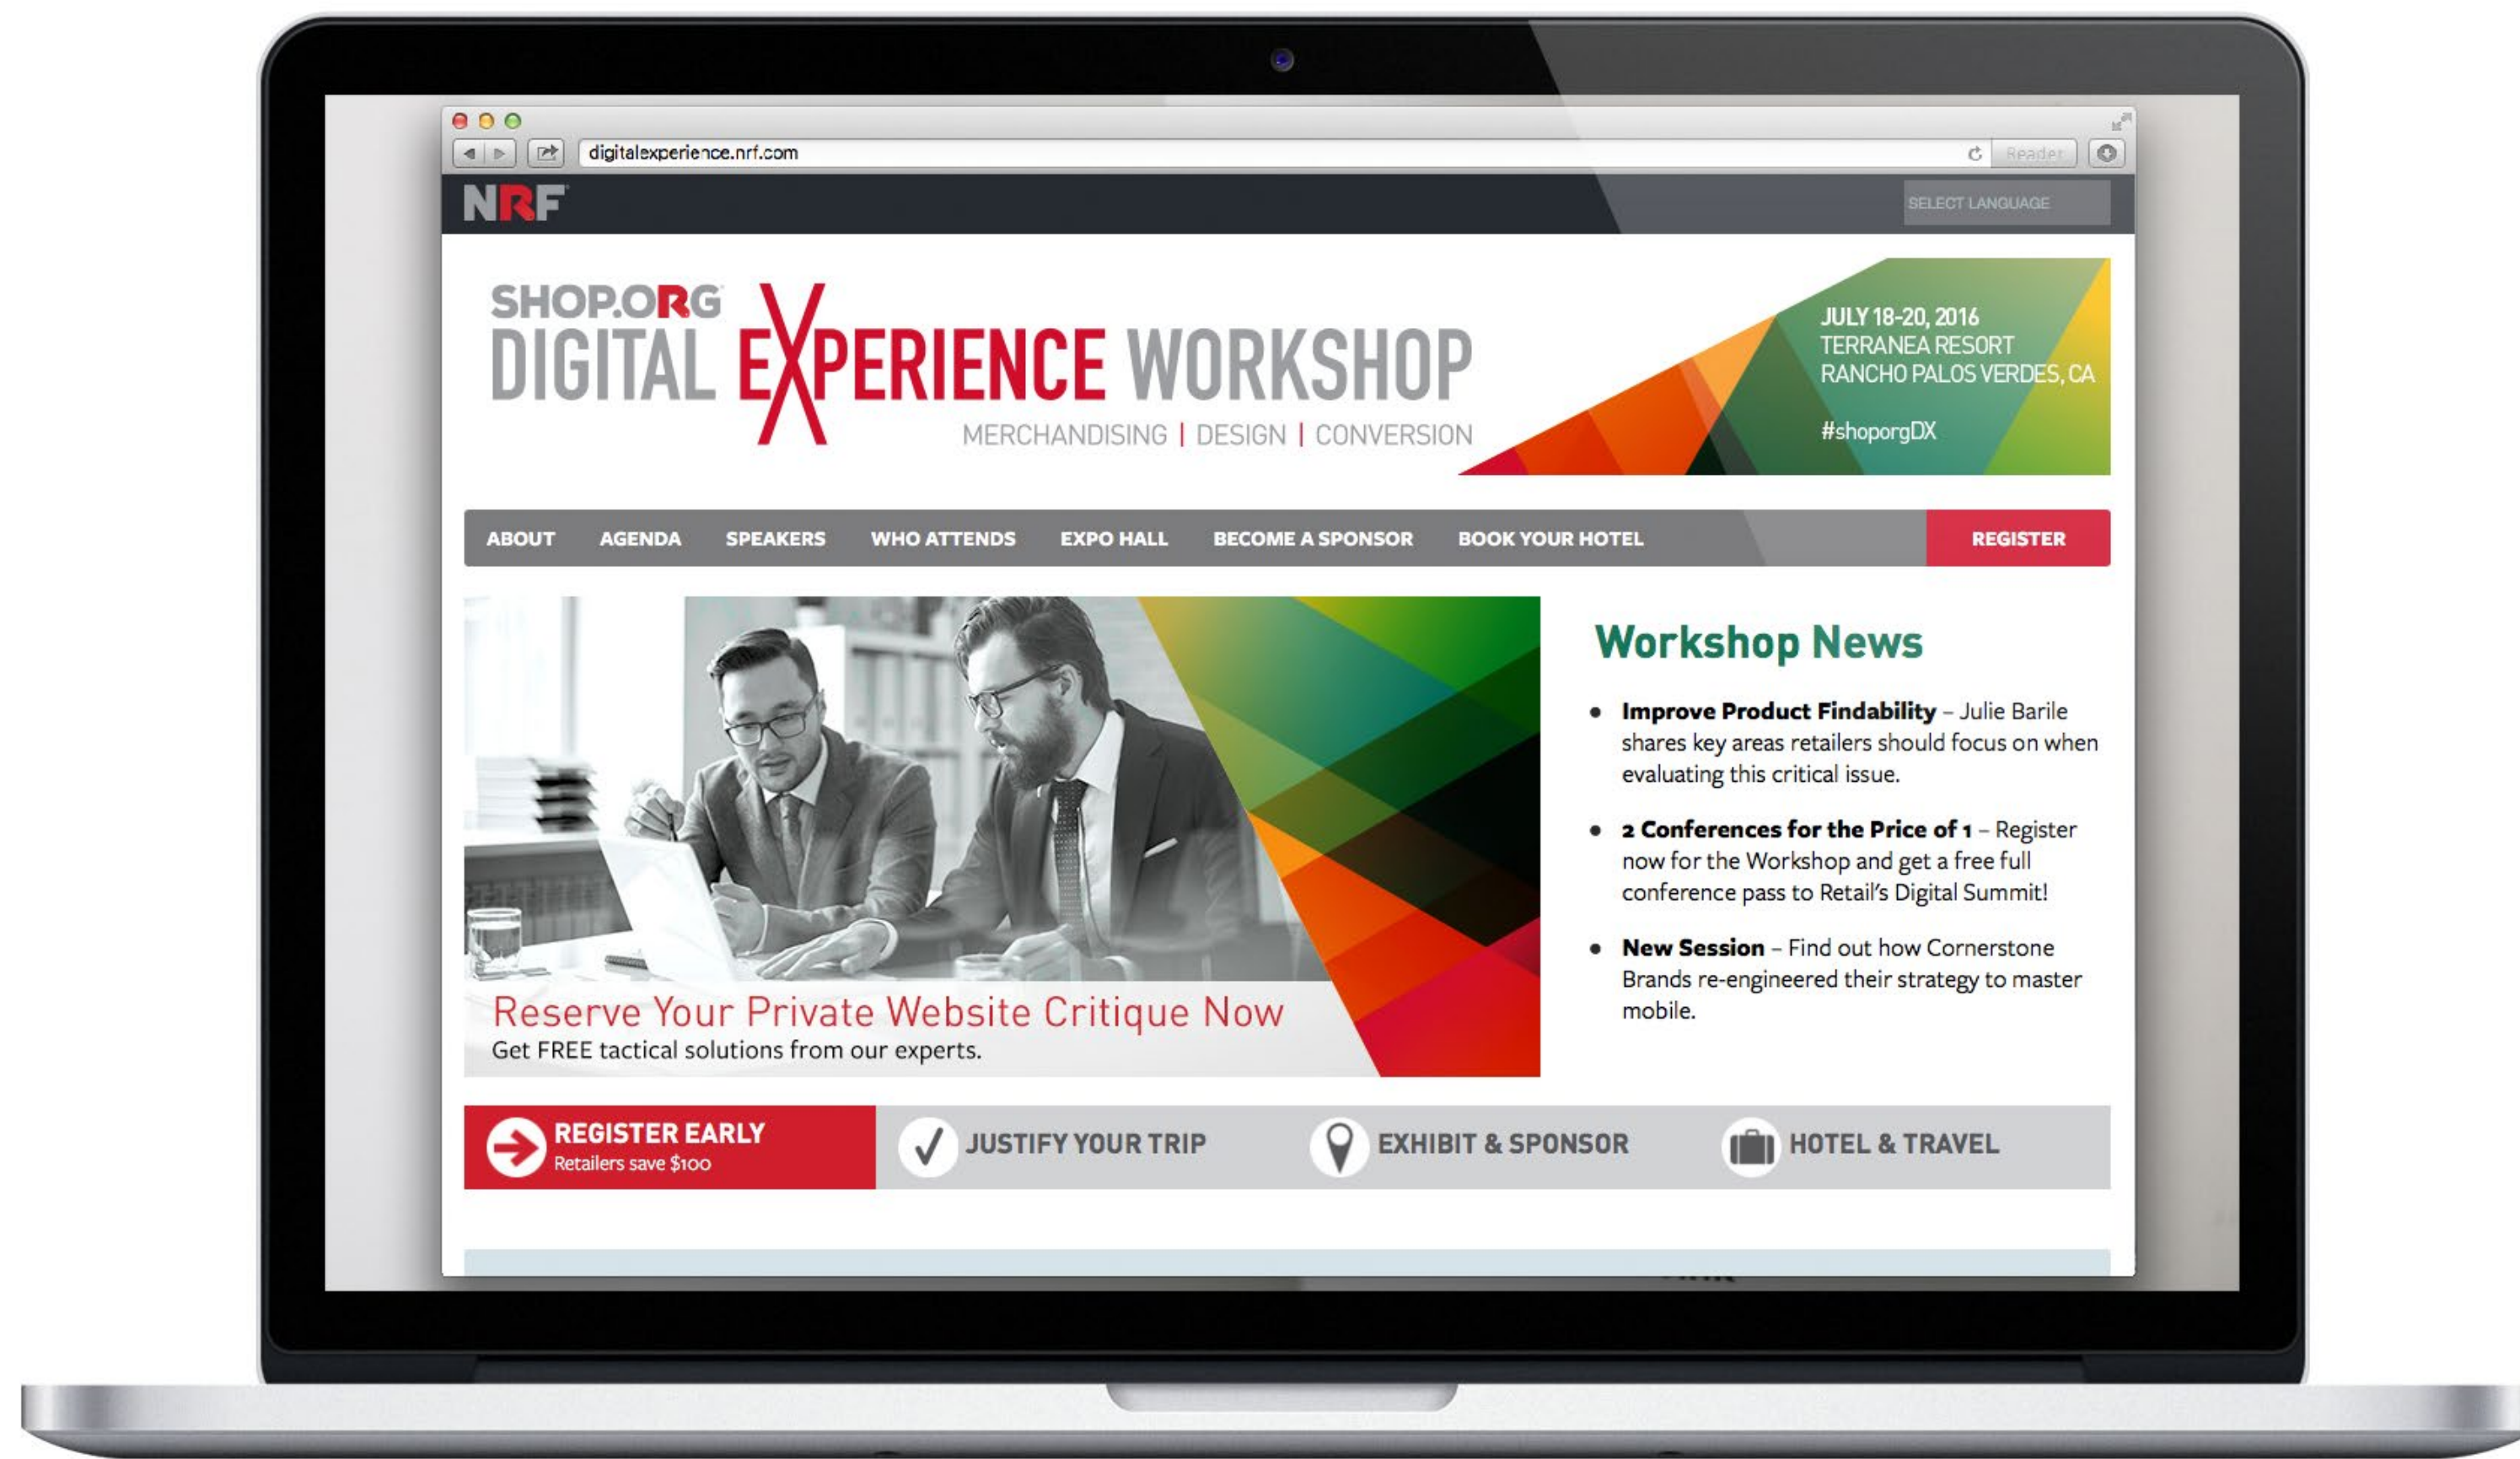 digitalexperience.nrf.com
Reader
NRF
SELECT LANGUAGE
SHOP.ORG
DIGITAL EXPERIENCE WORKSHOP
MERCHANDISING | DESIGN | CONVERSION
JULY 18-20, 2016
TERRANEA RESORT
RANCHO PALOS VERDES, CA
#shoporgDX
ABOUT AGENDA SPEAKERS WHO ATTENDS EXPO HALL BECOME A SPONSOR BOOK YOUR HOTEL REGISTER
Reserve Your Private Website Critique Now
Get FREE tactical solutions from our experts.
Workshop News
• Improve Product Findability – Julie Barile
shares key areas retailers should focus on when
evaluating this critical issue.
• 2 Conferences for the Price of 1 – Register
now for the Workshop and get a free full
conference pass to Retail's Digital Summit!
• New Session – Find out how Cornerstone
Brands re-engineered their strategy to master
mobile.
REGISTER EARLY
Retailers save $100
JUSTIFY YOUR TRIP
EXHIBIT & SPONSOR
HOTEL & TRAVEL